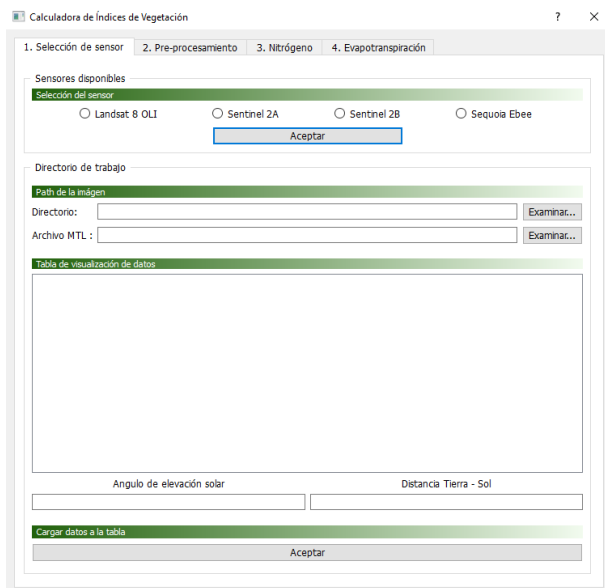 Calculadora de Índices de Vegetación
1. Selección de sensor 2. Pre-procesamiento 3. Nitrógeno 4. Evapotranspiración
Sensores disponibles
Selección del sensor
Landsat 8 OLI Sentinel 2A Sentinel 2B Sequoia Ebee
Aceptar
Directorio de trabajo
Path de la imágen
Directorio: Examinar...
Archivo MTL : Examinar...
Tabla de visualización de datos
Angulo de elevación solar Distancia Tierra - Sol
Cargar datos a la tabla
Aceptar